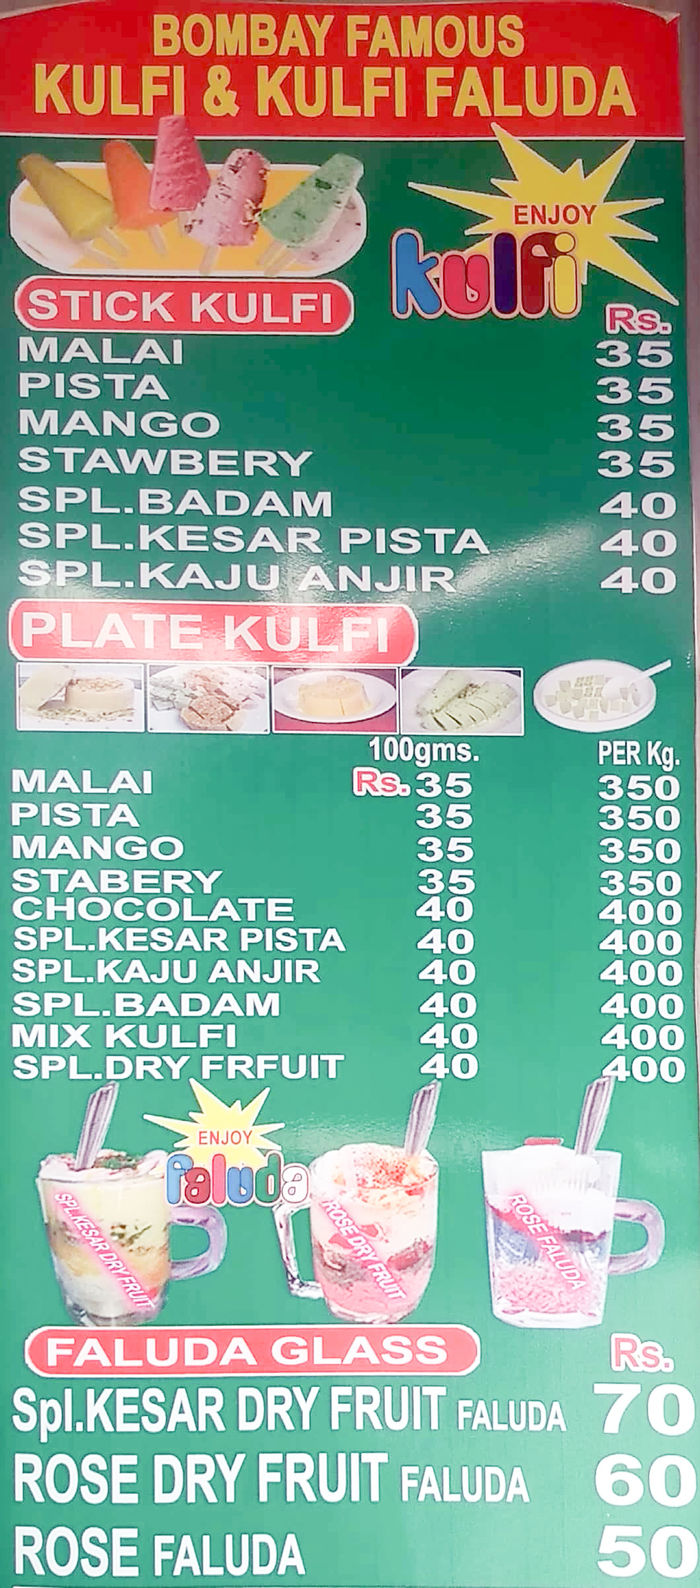 BOMBAY FAMOUS
KULFI & KULFI FALUDA
ENJOY
kulfi
STICK KULFI Rs.
MALAI 35
PISTA 35
MANGO 35
STAWBERY 35
SPL.BADAM 40
SPL.KESAR PISTA 40
SPL.KAJU ANJIR 40
PLATE KULFI
100gms. PER Kg.
MALAI Rs. 35 350
PISTA 35 350
MANGO 35 350
STABERY 35 350
CHOCOLATE 40 400
SPL.KESAR PISTA 40 400
SPL.KAJU ANJIR 40 400
SPL.BADAM 40 400
MIX KULFI 40 400
SPL.DRY FRFUIT 40 400
ENJOY
faluda
SPL.KESAR DRY FRUIT
ROSE DRY FRUIT
ROSE FALUDA
FALUDA GLASS Rs.
Spl.KESAR DRY FRUIT FALUDA 70
ROSE DRY FRUIT FALUDA 60
ROSE FALUDA 50